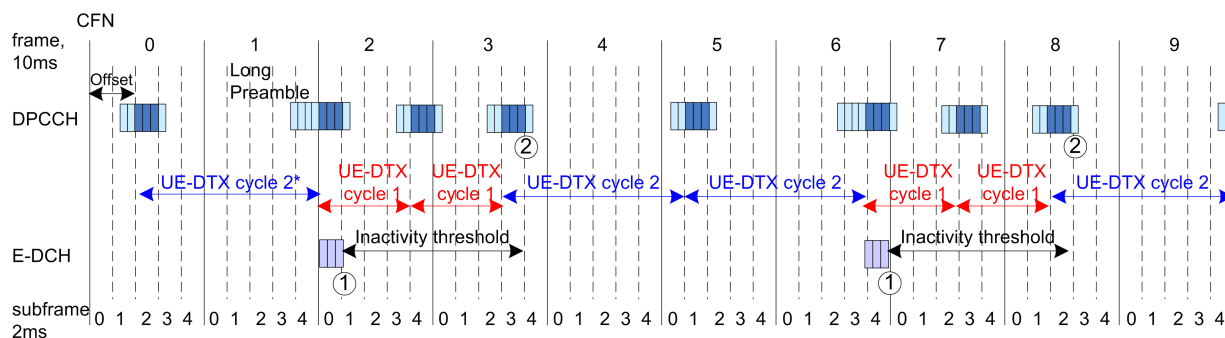 CFN
frame,
10ms
0 1 2 3 4 5 6 7 8 9
Offset
Long
Preamble
DPCCH
2 2
UE-DTX cycle 2*
UE-DTX
cycle 1
UE-DTX
cycle 1
UE-DTX cycle 2
UE-DTX cycle 2
UE-DTX
cycle 1
UE-DTX
cycle 1
UE-DTX cycle 2
E-DCH
Inactivity threshold
Inactivity threshold
1 1
subframe
2ms
0 1 2 3 4 0 1 2 3 4 0 1 2 3 4 0 1 2 3 4 0 1 2 3 4 0 1 2 3 4 0 1 2 3 4 0 1 2 3 4 0 1 2 3 4 0 1 2 3 4